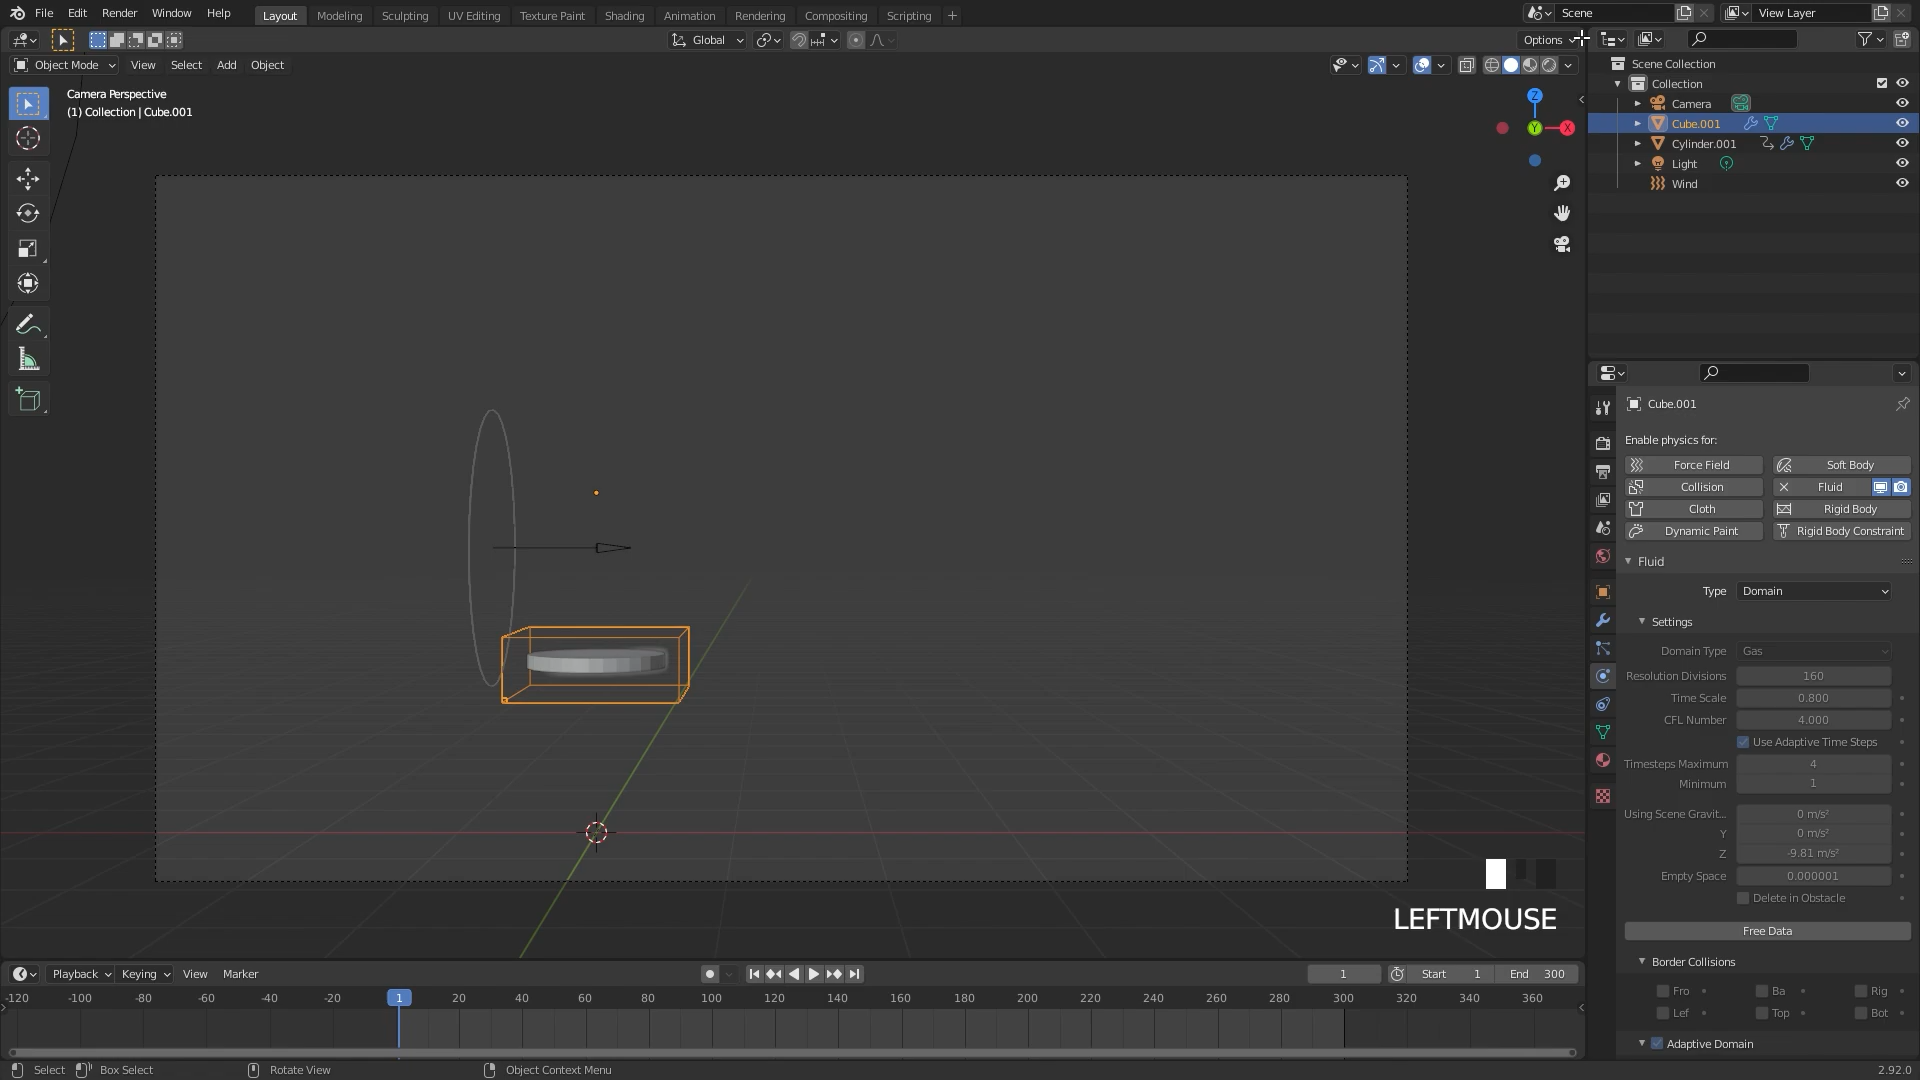 File Edit Render Window Help Layout Modeling Sculpting UV Editing Texture Paint Shading Animation Rendering Compositing Scripting Scene View Layer
Global Options
Object Mode View Select Add Object
Camera Perspective
(1) Collection | Cube.001
Z
Y
X
Scene Collection
Collection
Camera
Cube.001
Cylinder.001
Light
Wind
Cube.001
Enable physics for:
Force Field Soft Body
Collision Fluid
Cloth Rigid Body
Dynamic Paint Rigid Body Constraint
Fluid
Type Domain
Settings
Domain Type Gas
Resolution Divisions 160
Time Scale 0.800
CFL Number 4.000
Use Adaptive Time Steps
Timesteps Maximum 4
Minimum 1
Using Scene Gravit... 0 m/s²
Y 0 m/s²
Z -9.81 m/s²
Empty Space 0.000001
Delete in Obstacle
Free Data
Border Collisions
Fro Ba Rig
Lef Top Bot
Adaptive Domain
LEFTMOUSE
Playback Keying View Marker 1 Start 1 End 300
-120 -100 -80 -60 -40 -20 1 20 40 60 80 100 120 140 160 180 200 220 240 260 280 300 320 340 360
Select Box Select Rotate View Object Context Menu 2.92.0